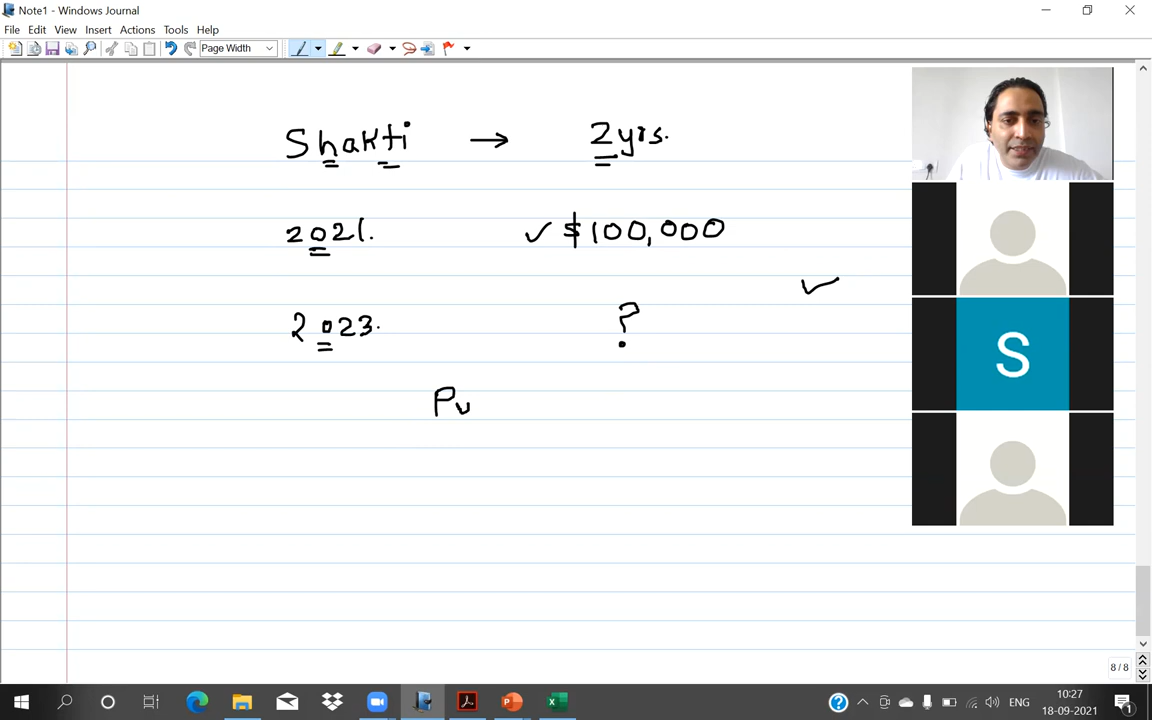 Note1 - Windows Journal
File Edit View Insert Actions Tools Help
Page Width
Shakti → 2yrs.
2021. ✓ $100,000
✓
2023. ?
Pv
S
8/8
ENG
10:27
18-09-2021
1